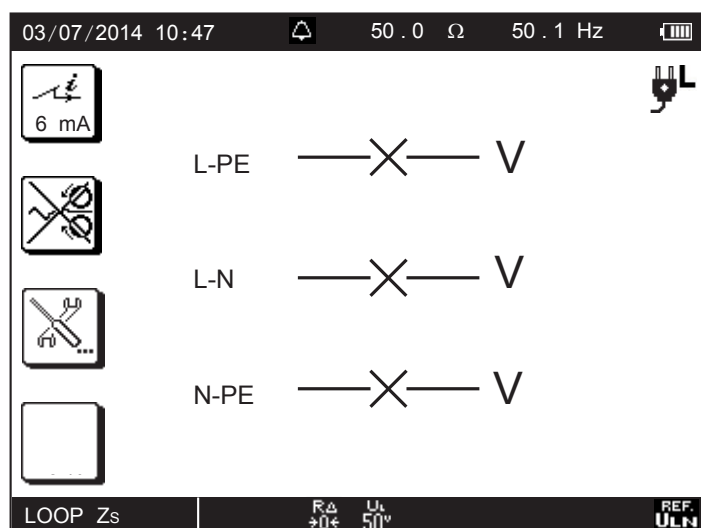 03/07/2014 10:47 50.0 Ω 50.1 Hz
L
i
6 mA
L-PE V
L-N V
N-PE V
...
LOOP Zs RΔ UL REF.
→0← 50V ULN